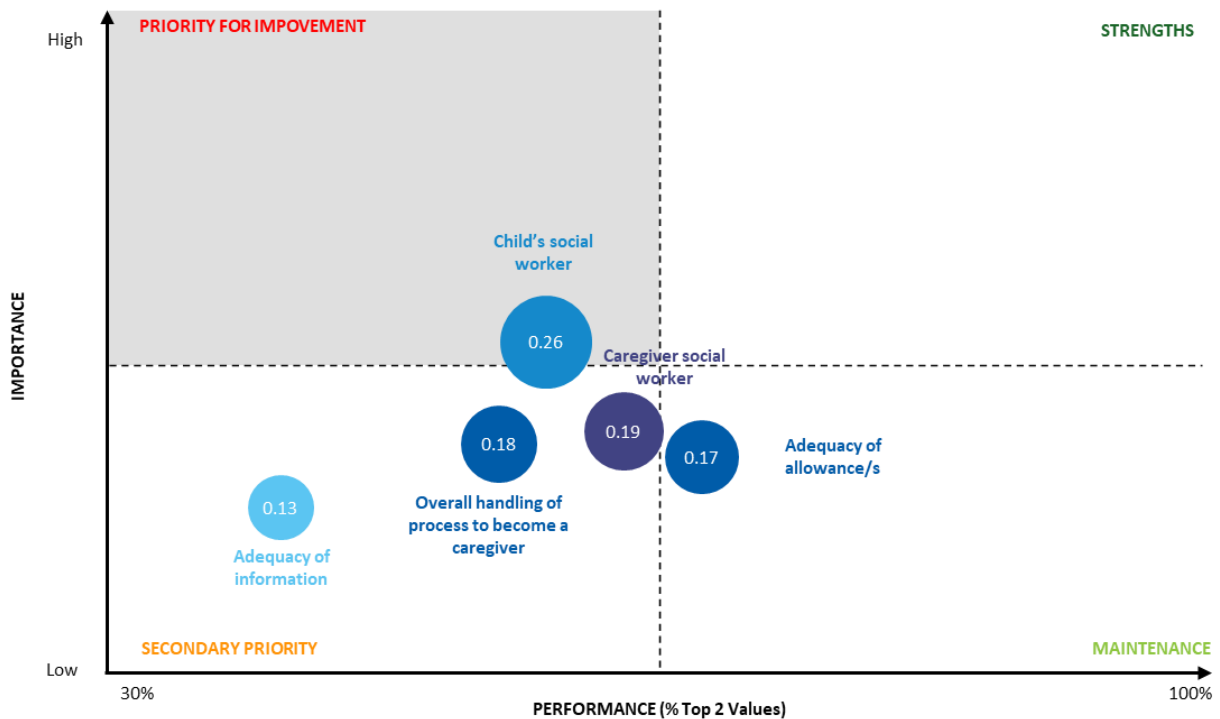 High
PRIORITY FOR IMPOVEMENT
STRENGTHS
Child's social
worker
0.26
IMPORTANCE
Caregiver social
worker
0.19
0.18
0.17
Adequacy of
allowance/s
Overall handling of
process to become a
caregiver
0.13
Adequacy of
information
SECONDARY PRIORITY
MAINTENANCE
Low
30%
100%
PERFORMANCE (% Top 2 Values)